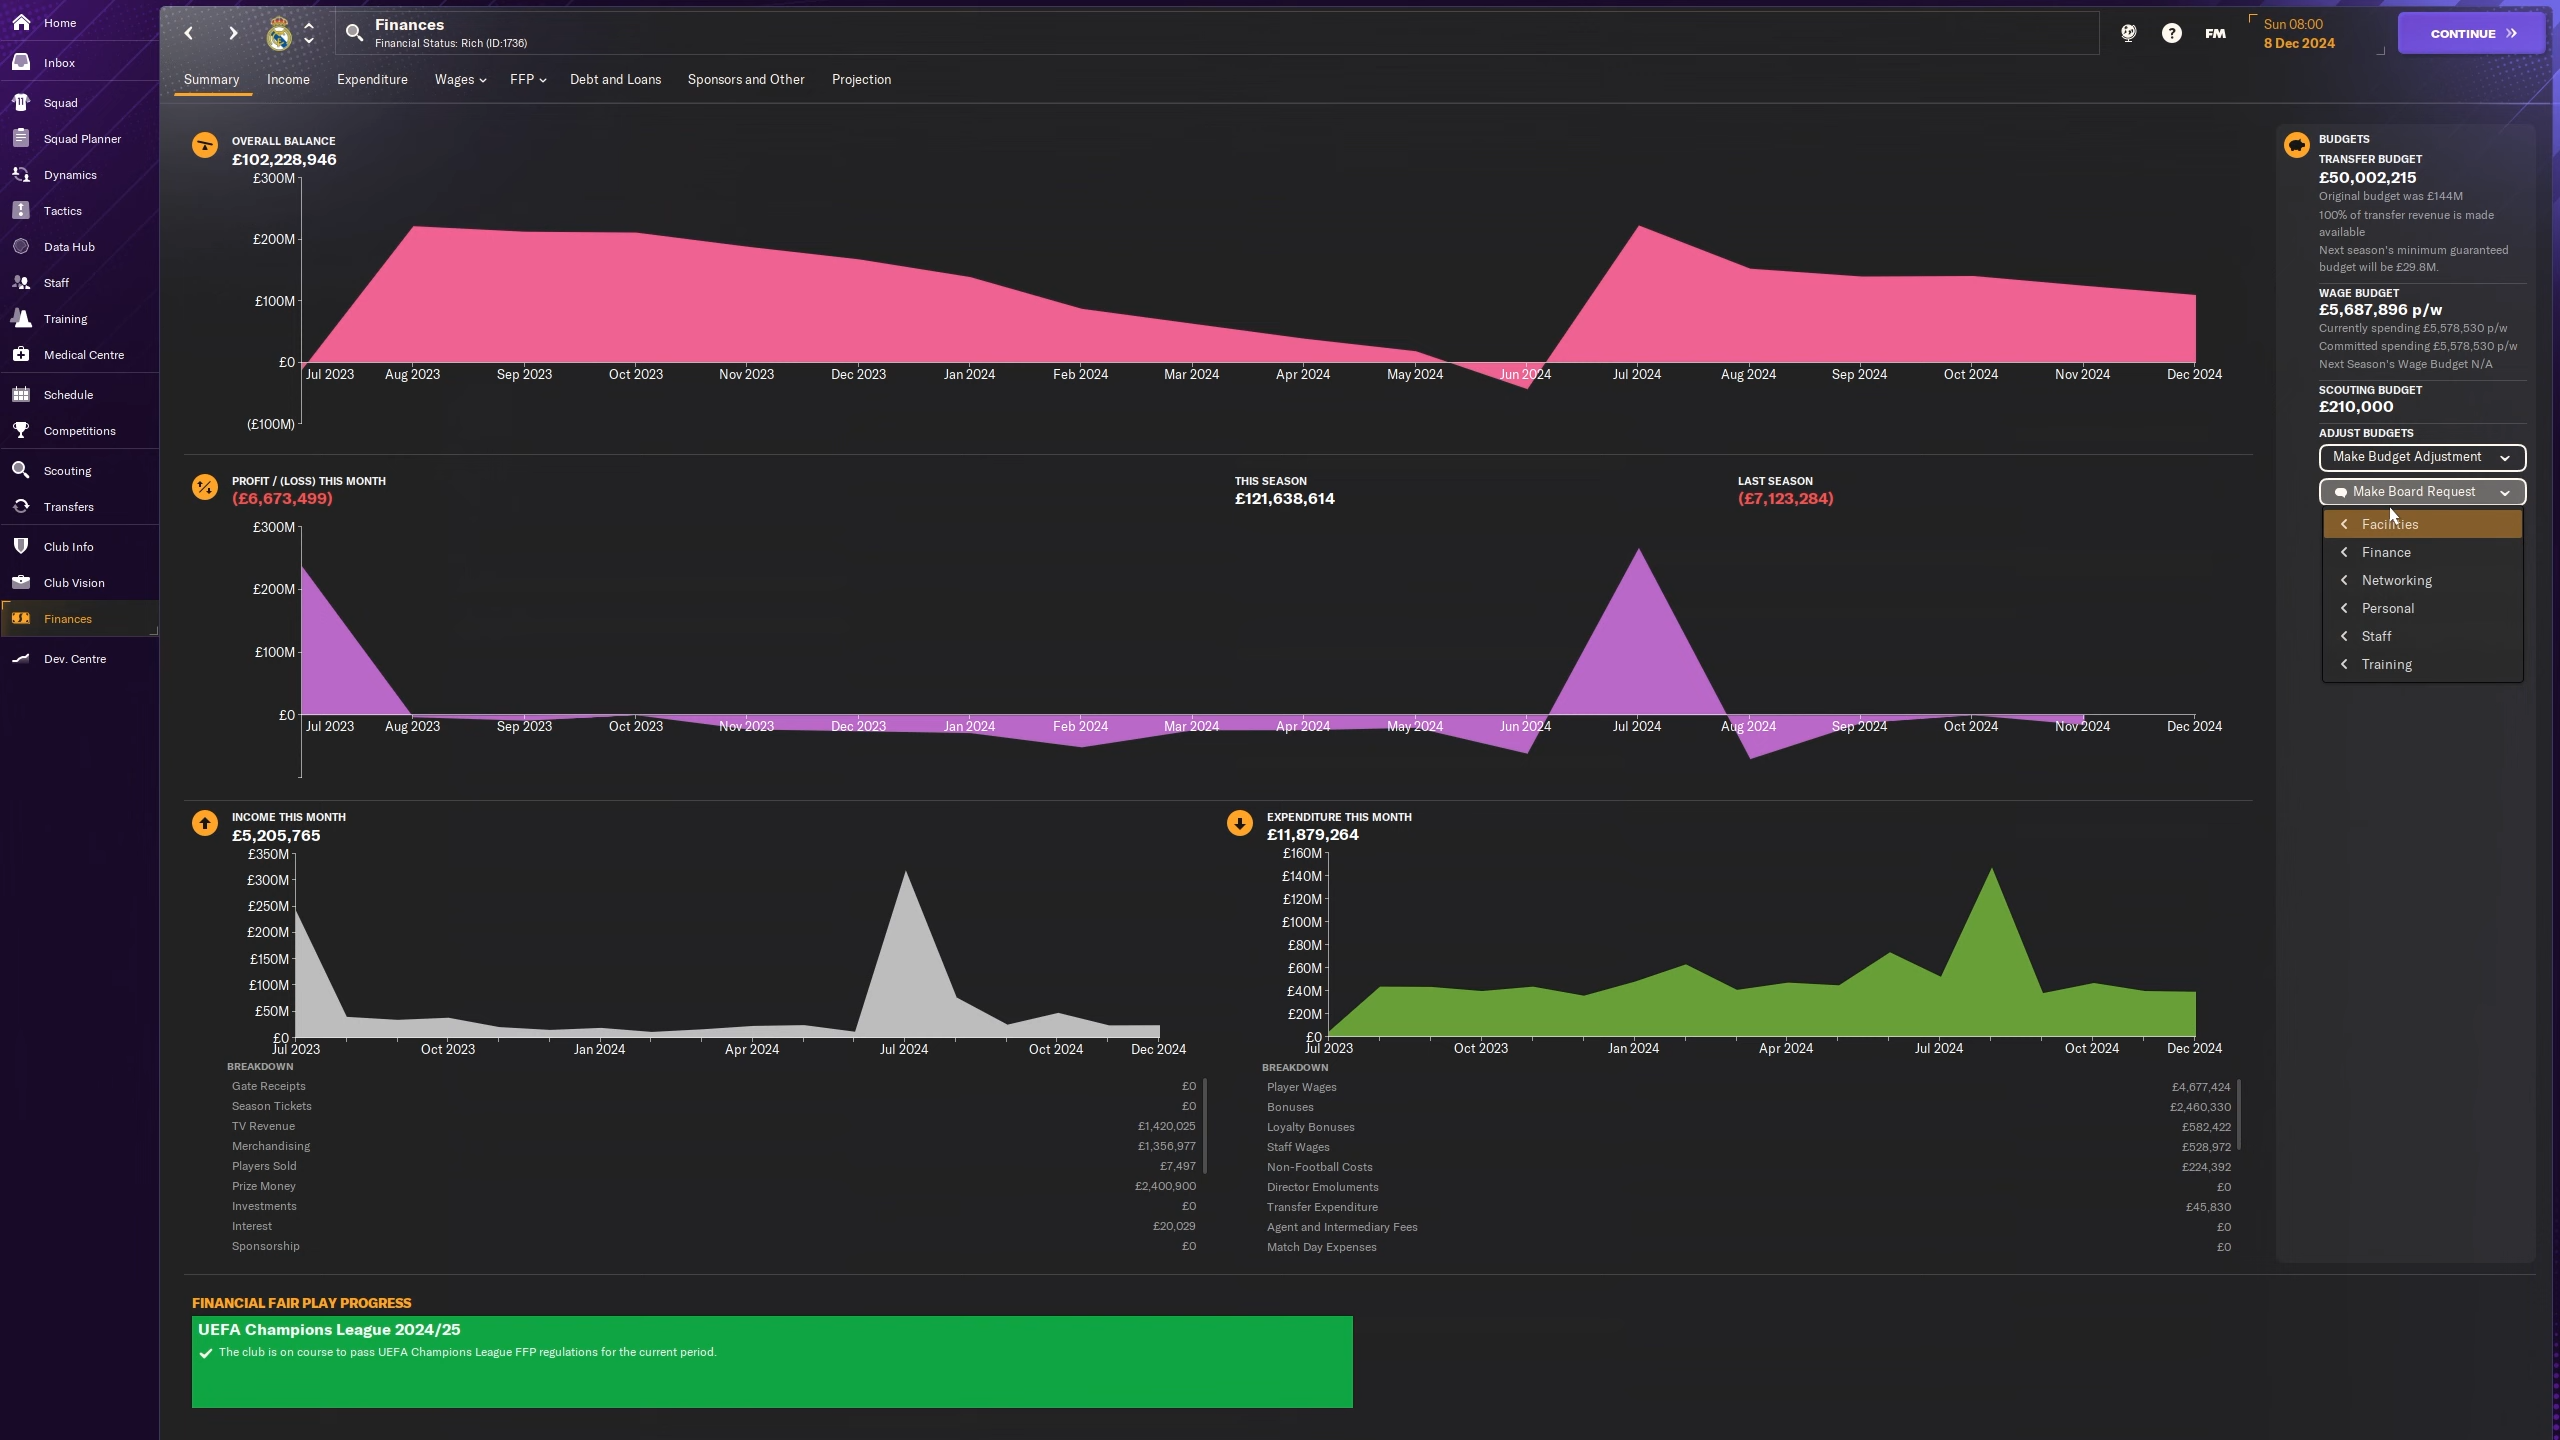 Home
Inbox
Squad
Squad Planner
Dynamics
Tactics
Data Hub
Staff
Training
Medical Centre
Schedule
Competitions
Scouting
Transfers
Club Info
Club Vision
Finances
Dev. Centre
Finances
Financial Status: Rich (ID:1736)
FM
Sun 08:00
8 Dec 2024
CONTINUE
Summary
Income
Expenditure
Wages
FFP
Debt and Loans
Sponsors and Other
Projection
OVERALL BALANCE
£102,228,946
£300M
£200M
£100M
£0
(£100M)
Jul 2023
Aug 2023
Sep 2023
Oct 2023
Nov 2023
Dec 2023
Jan 2024
Feb 2024
Mar 2024
Apr 2024
May 2024
Jun 2024
Jul 2024
Aug 2024
Sep 2024
Oct 2024
Nov 2024
Dec 2024
PROFIT / (LOSS) THIS MONTH
(£6,673,499)
THIS SEASON
£121,638,614
LAST SEASON
(£7,123,284)
£300M
£200M
£100M
£0
Jul 2023
Aug 2023
Sep 2023
Oct 2023
Nov 2023
Dec 2023
Jan 2024
Feb 2024
Mar 2024
Apr 2024
May 2024
Jun 2024
Jul 2024
Aug 2024
Sep 2024
Oct 2024
Nov 2024
Dec 2024
INCOME THIS MONTH
£5,205,765
£350M
£300M
£250M
£200M
£150M
£100M
£50M
£0
Jul 2023
Oct 2023
Jan 2024
Apr 2024
Jul 2024
Oct 2024
Dec 2024
BREAKDOWN
Gate Receipts £0
Season Tickets £0
TV Revenue £1,420,025
Merchandising £1,356,977
Players Sold £7,497
Prize Money £2,400,900
Investments £0
Interest £20,029
Sponsorship £0
EXPENDITURE THIS MONTH
£11,879,264
£160M
£140M
£120M
£100M
£80M
£60M
£40M
£20M
£0
Jul 2023
Oct 2023
Jan 2024
Apr 2024
Jul 2024
Oct 2024
Dec 2024
BREAKDOWN
Player Wages £4,677,424
Bonuses £2,460,330
Loyalty Bonuses £582,422
Staff Wages £528,972
Non-Football Costs £224,392
Director Emoluments £0
Transfer Expenditure £45,830
Agent and Intermediary Fees £0
Match Day Expenses £0
FINANCIAL FAIR PLAY PROGRESS
UEFA Champions League 2024/25
The club is on course to pass UEFA Champions League FFP regulations for the current period.
BUDGETS
TRANSFER BUDGET
£50,002,215
Original budget was £144M
100% of transfer revenue is made
available
Next season's minimum guaranteed
budget will be £29.8M.
WAGE BUDGET
£5,687,896 p/w
Currently spending £5,578,530 p/w
Committed spending £5,578,530 p/w
Next Season's Wage Budget N/A
SCOUTING BUDGET
£210,000
ADJUST BUDGETS
Make Budget Adjustment
Make Board Request
Facilities
Finance
Networking
Personal
Staff
Training